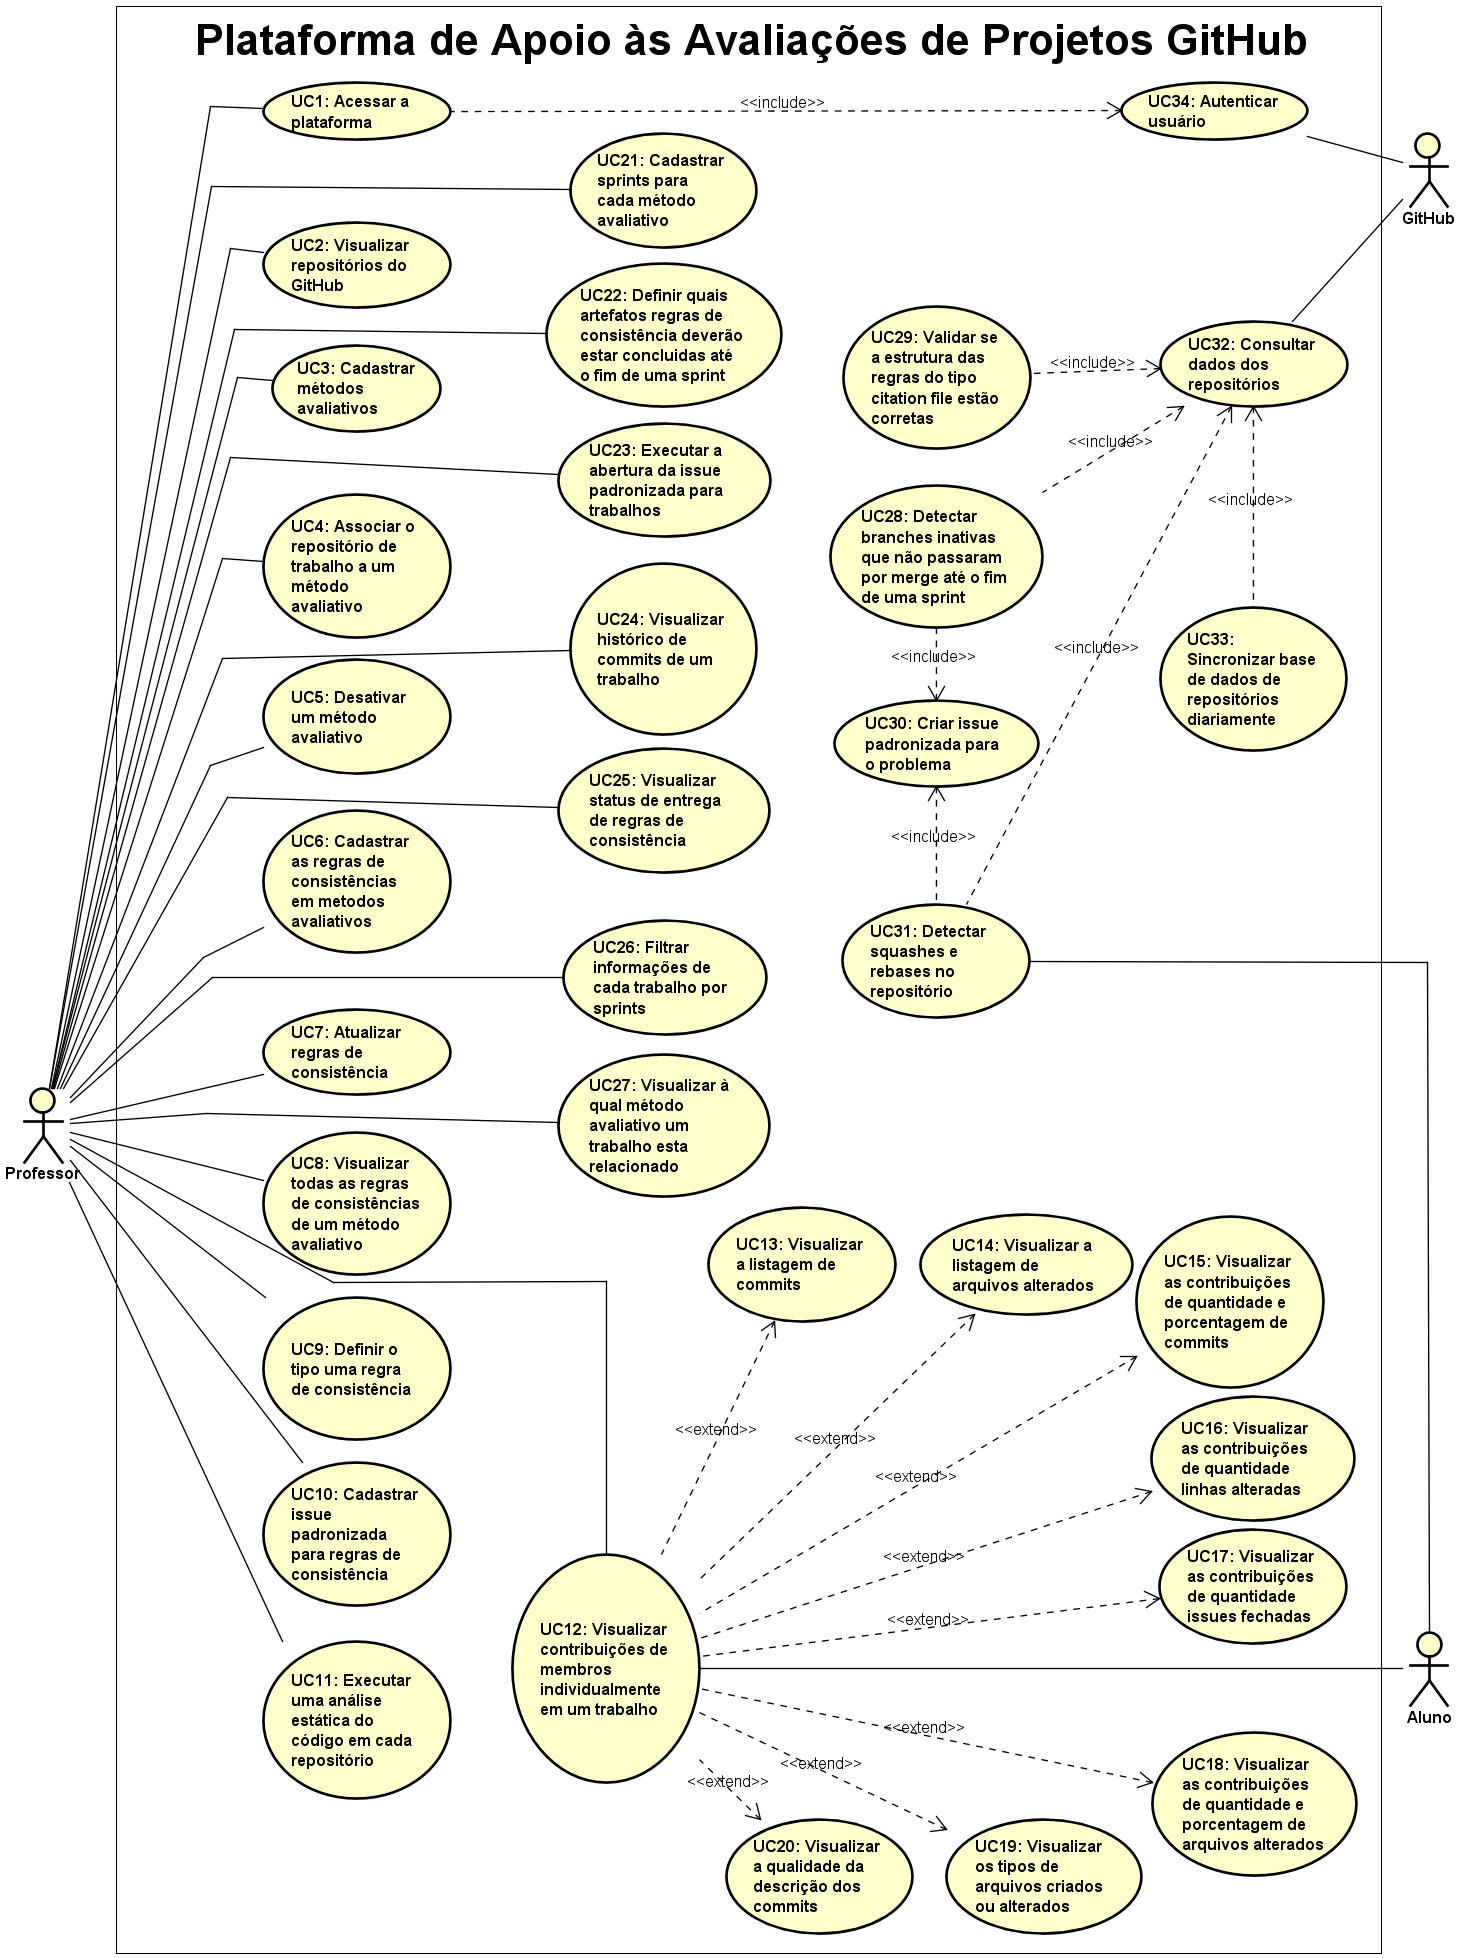 Plataforma de Apoio às Avaliações de Projetos GitHub
UC1: Acessar a
plataforma
<<include>>
UC34: Autenticar
usuário
GitHub
UC21: Cadastrar
sprints para
cada método
avaliativo
UC2: Visualizar
repositórios do
GitHub
UC22: Definir quais
artefatos regras de
consistência deverão
estar concluidas até
o fim de uma sprint
UC29: Validar se
a estrutura das
regras do tipo
citation file estão
corretas
<<include>>
UC32: Consultar
dados dos
repositórios
UC3: Cadastrar
métodos
avaliativos
<<include>>
UC23: Executar a
abertura da issue
padronizada para
trabalhos
<<include>>
UC28: Detectar
branches inativas
que não passaram
por merge até o fim
de uma sprint
UC4: Associar o
repositório de
trabalho a um
método
avaliativo
UC24: Visualizar
histórico de
commits de um
trabalho
<<include>>
<<include>>
UC33:
Sincronizar base
de dados de
repositórios
diariamente
UC5: Desativar
um método
avaliativo
UC30: Criar issue
padronizada para
o problema
UC25: Visualizar
status de entrega
de regras de
consistência
<<include>>
UC6: Cadastrar
as regras de
consistências
em metodos
avaliativos
UC31: Detectar
squashes e
rebases no
repositório
UC26: Filtrar
informações de
cada trabalho por
sprints
UC7: Atualizar
regras de
consistência
UC27: Visualizar à
qual método
avaliativo um
trabalho esta
relacionado
Professor
UC8: Visualizar
todas as regras
de consistências
de um método
avaliativo
UC13: Visualizar
a listagem de
commits
UC14: Visualizar a
listagem de
arquivos alterados
UC15: Visualizar
as contribuições
de quantidade e
porcentagem de
commits
UC9: Definir o
tipo uma regra
de consistência
<<extend>>
<<extend>>
<<extend>>
UC16: Visualizar
as contribuições
de quantidade
linhas alteradas
UC10: Cadastrar
issue
padronizada
para regras de
consistência
<<extend>>
UC17: Visualizar
as contribuições
de quantidade
issues fechadas
<<extend>>
UC12: Visualizar
contribuições de
membros
individualmente
em um trabalho
Aluno
UC11: Executar
uma análise
estática do
código em cada
repositório
<<extend>>
<<extend>>
<<extend>>
UC18: Visualizar
as contribuições
de quantidade e
porcentagem de
arquivos alterados
UC20: Visualizar
a qualidade da
descrição dos
commits
UC19: Visualizar
os tipos de
arquivos criados
ou alterados